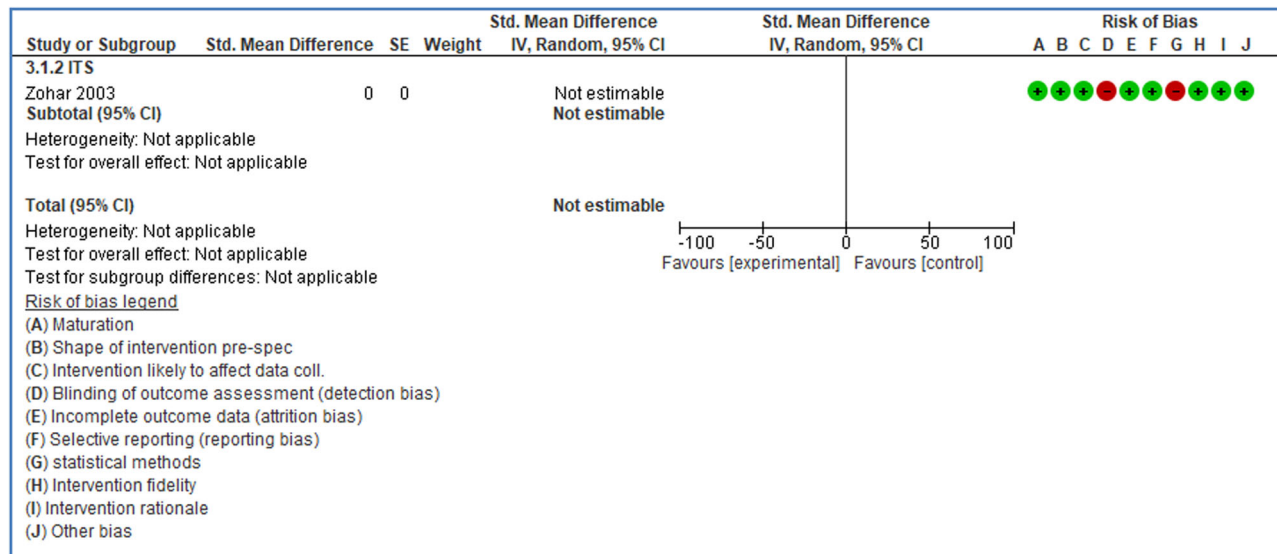 Std. Mean Difference Std. Mean Difference Risk of Bias
Study or Subgroup Std. Mean Difference SE Weight IV, Random, 95% CI IV, Random, 95% CI A B C D E F G H I J
3.1.2 ITS
Zohar 2003 0 0 Not estimable + + + - + + - + + +
Subtotal (95% CI) Not estimable
Heterogeneity: Not applicable
Test for overall effect: Not applicable
Total (95% CI) Not estimable
Heterogeneity: Not applicable
-100 -50 0 50 100
Test for overall effect: Not applicable
Favours [experimental] Favours [control]
Test for subgroup differences: Not applicable
Risk of bias legend
(A) Maturation
(B) Shape of intervention pre-spec
(C) Intervention likely to affect data coll.
(D) Blinding of outcome assessment (detection bias)
(E) Incomplete outcome data (attrition bias)
(F) Selective reporting (reporting bias)
(G) statistical methods
(H) Intervention fidelity
(I) Intervention rationale
(J) Other bias